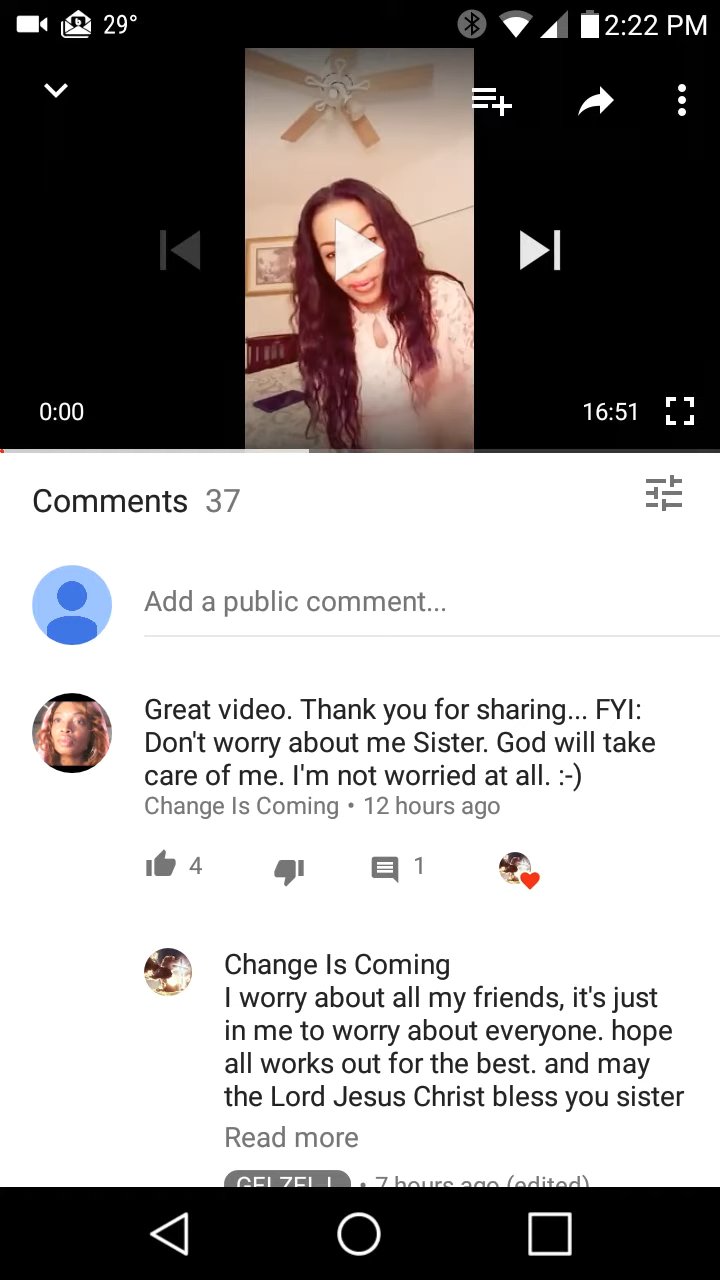 29° 2:22 PM
0:00 16:51
Comments 37
Add a public comment...
Great video. Thank you for sharing... FYI:
Don't worry about me Sister. God will take
care of me. I'm not worried at all. :-)
Change Is Coming • 12 hours ago
4 1
Change Is Coming
I worry about all my friends, it's just
in me to worry about everyone. hope
all works out for the best. and may
the Lord Jesus Christ bless you sister
Read more
• 7 hours ago (edited)